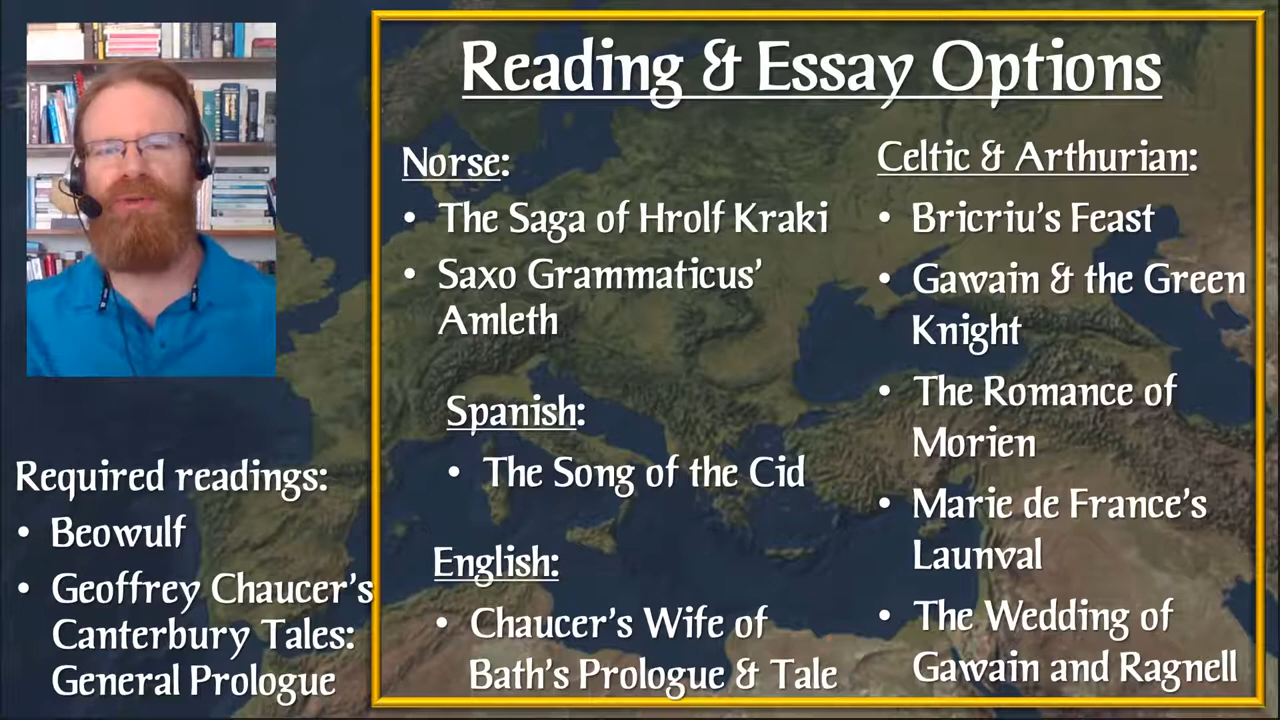 Reading & Essay Options
Norse:
• The Saga of Hrolf Kraki
• Saxo Grammaticus'
Amleth
Spanish:
• The Song of the Cid
English:
• Chaucer's Wife of
Bath's Prologue & Tale
Celtic & Arthurian:
• Bricriu's Feast
• Gawain & the Green
Knight
• The Romance of
Morien
• Marie de France's
Launval
• The Wedding of
Gawain and Ragnell
Required readings:
• Beowulf
• Geoffrey Chaucer's
Canterbury Tales:
General Prologue